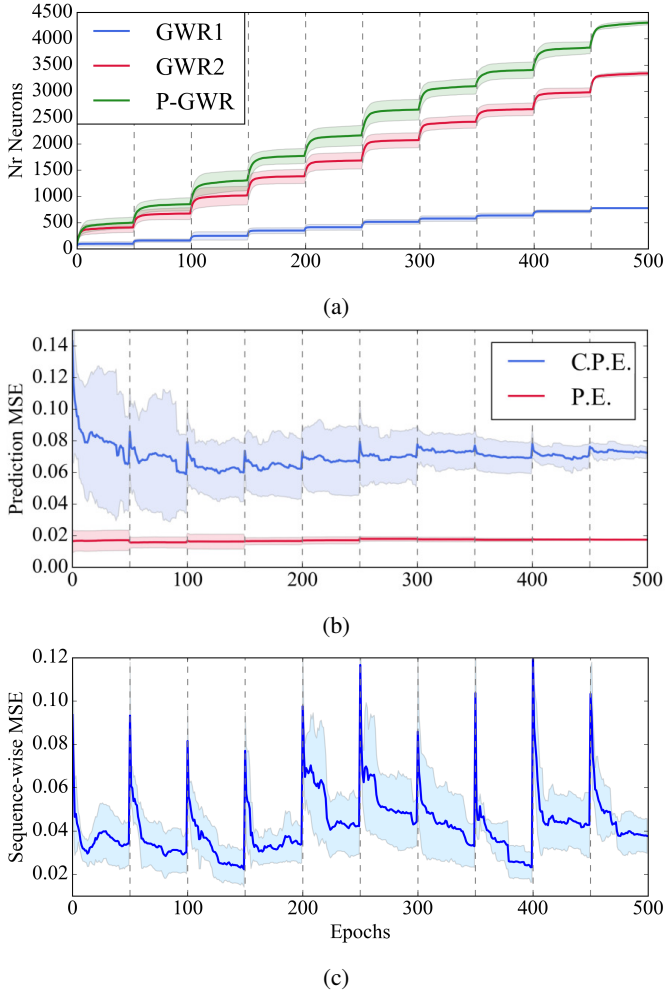 4500
4000
3500
3000
2500
2000
1500
1000
500
0
Nr Neurons
GWR1
GWR2
P-GWR
0 100 200 300 400 500
(a)
0.14
0.12
0.10
0.08
0.06
0.04
0.02
0.00
Prediction MSE
C.P.E.
P.E.
0 100 200 300 400 500
(b)
0.12
0.10
0.08
0.06
0.04
0.02
Sequence-wise MSE
0 100 200 300 400 500
Epochs
(c)